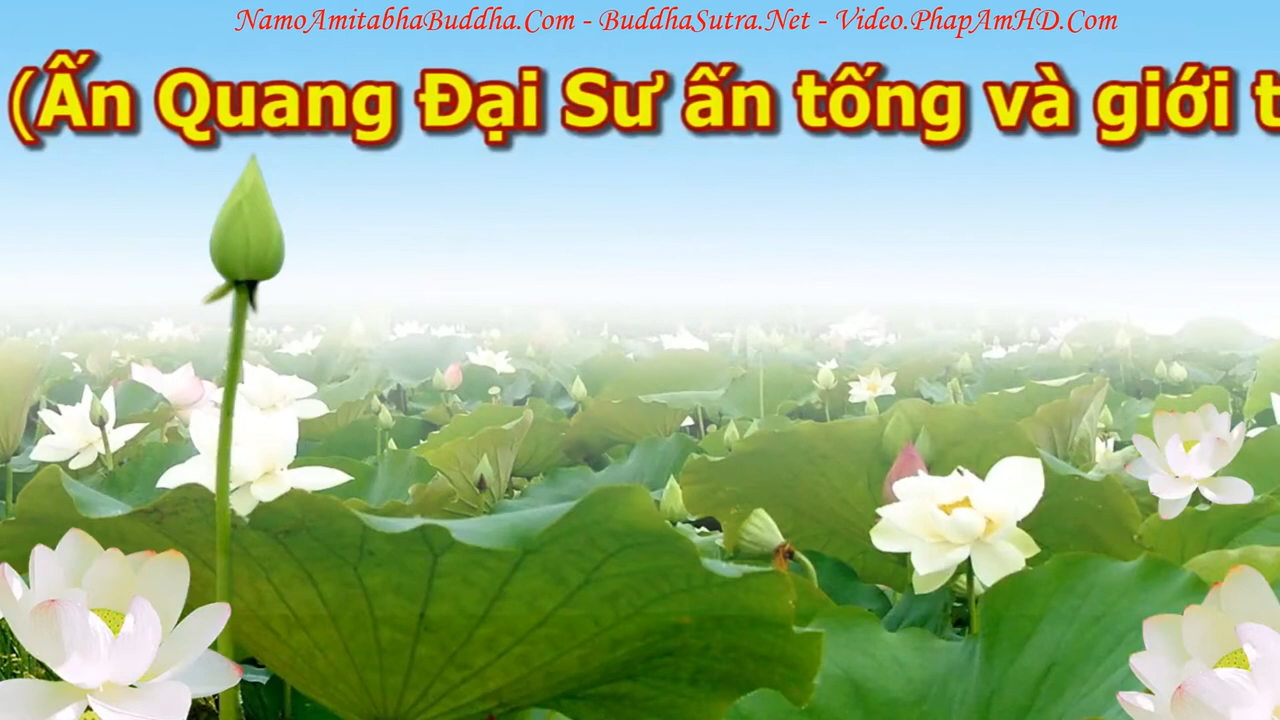 NamoAmitabhaBuddha.Com - BuddhaSutra.Net - Video.PhapAmHD.Com
(Ấn Quang Đại Sư ấn tống và giới t